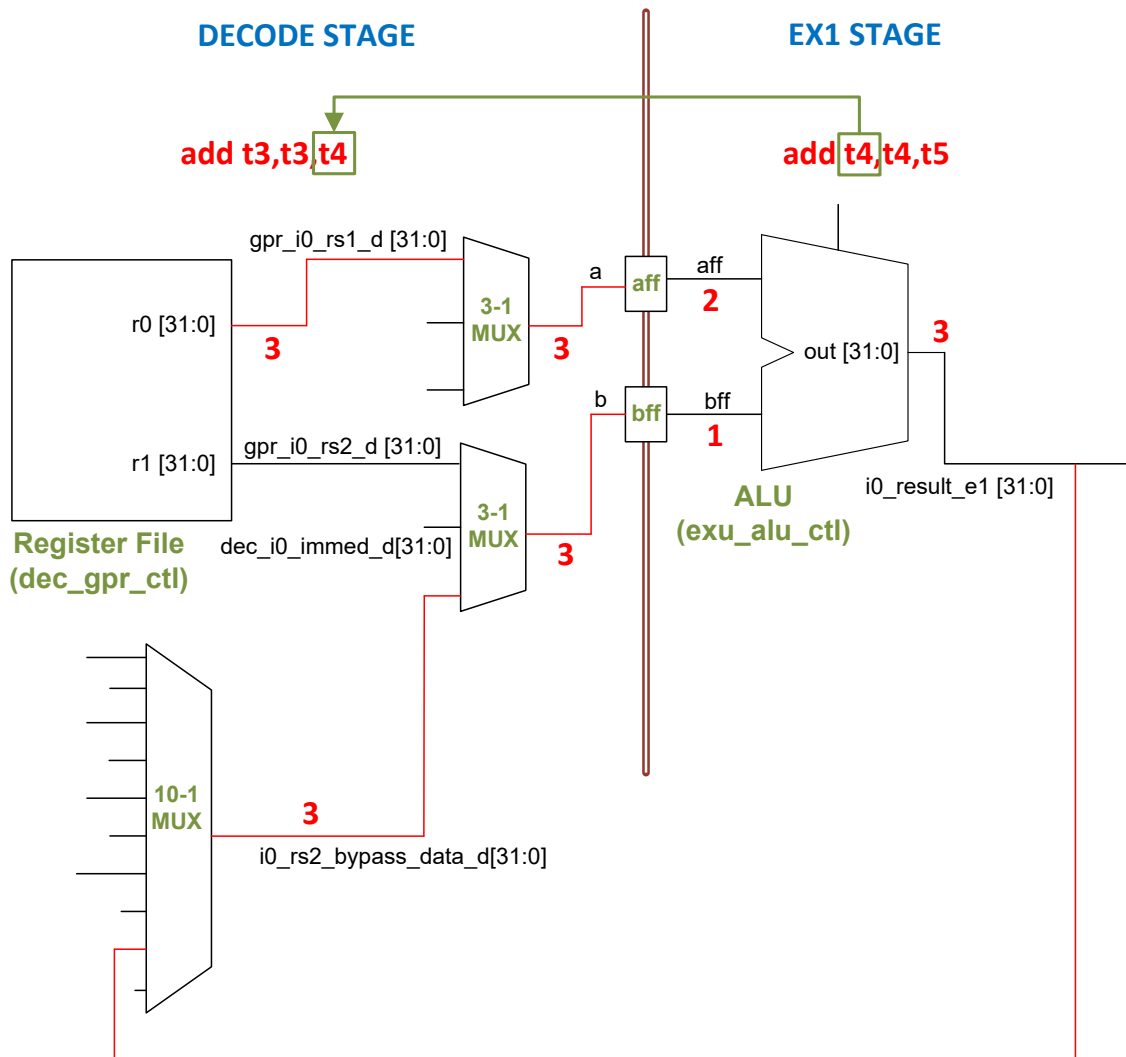 DECODE STAGE
EX1 STAGE
add t3,t3,t4
add t4,t4,t5
gpr_i0_rs1_d [31:0]
r0 [31:0]
3
3-1
MUX
3
a
aff
aff
2
out [31:0]
3
b
bff
bff
1
r1 [31:0]
gpr_i0_rs2_d [31:0]
3-1
MUX
3
dec_i0_immed_d[31:0]
i0_result_e1 [31:0]
ALU
(exu_alu_ctl)
Register File
(dec_gpr_ctl)
10-1
MUX
3
i0_rs2_bypass_data_d[31:0]